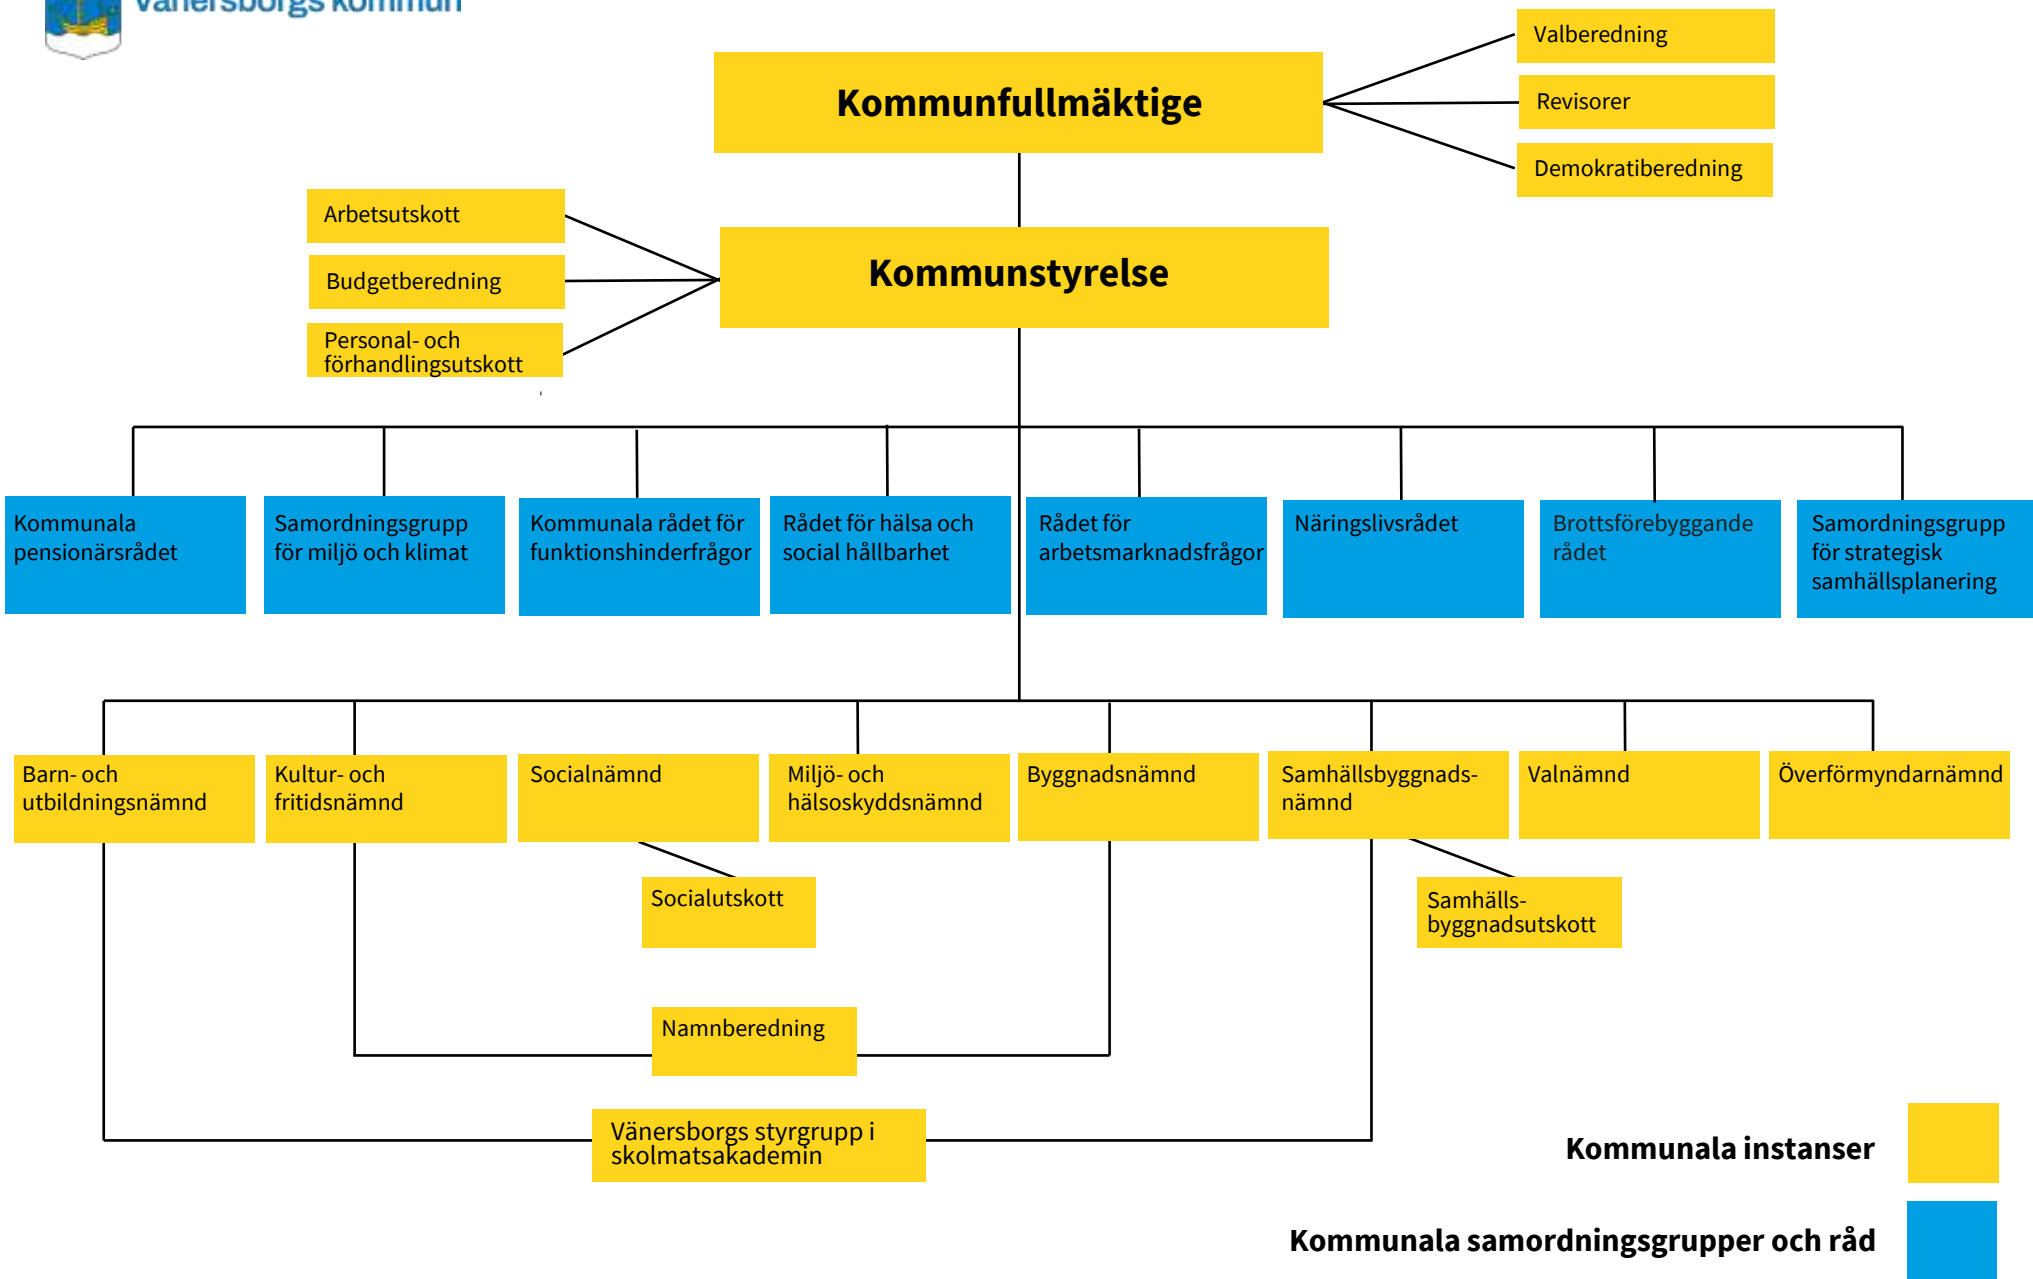 Vänersborgs kommun
Kommunfullmäktige
Valberedning
Revisorer
Demokratiberedning
Arbetsutskott
Budgetberedning
Personal- och
förhandlingsutskott
Kommunstyrelse
Kommunala
pensionärsrådet
Samordningsgrupp
för miljö och klimat
Kommunala rådet för
funktionshinderfrågor
Rådet för hälsa och
social hållbarhet
Rådet för
arbetsmarknadsfrågor
Näringslivsrådet
Brottsförebyggande
rådet
Samordningsgrupp
för strategisk
samhällsplanering
Barn- och
utbildningsnämnd
Kultur- och
fritidsnämnd
Socialnämnd
Miljö- och
hälsoskyddsnämnd
Byggnadsnämnd
Samhällsbyggnads-
nämnd
Valnämnd
Överförmyndarnämnd
Socialutskott
Samhälls-
byggnadsutskott
Namnberedning
Vänersborgs styrgrupp i
skolmatsakademin
Kommunala instanser
Kommunala samordningsgrupper och råd